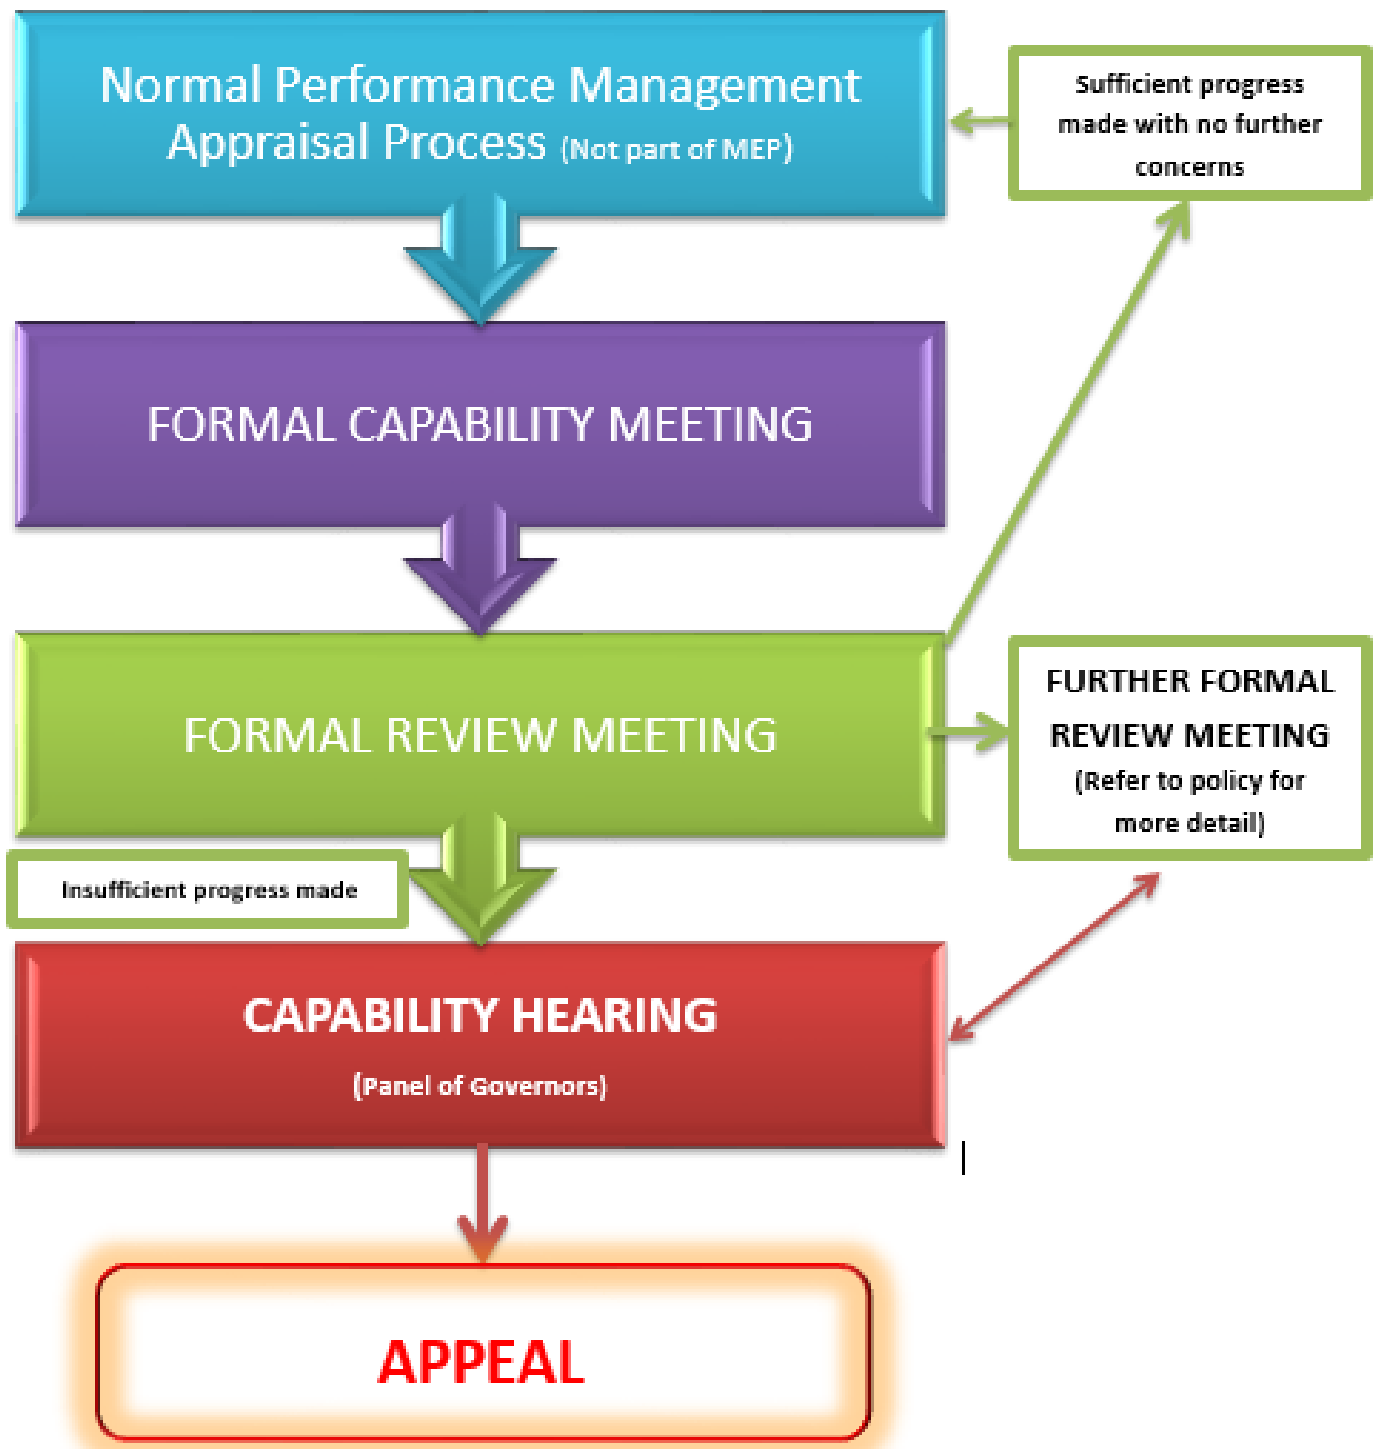 Normal Performance Management
Appraisal Process (Not part of MEP)
Sufficient progress
made with no further
concerns
FORMAL CAPABILITY MEETING
FORMAL REVIEW MEETING
FURTHER FORMAL
REVIEW MEETING
(Refer to policy for
more detail)
Insufficient progress made
CAPABILITY HEARING
(Panel of Governors)
APPEAL